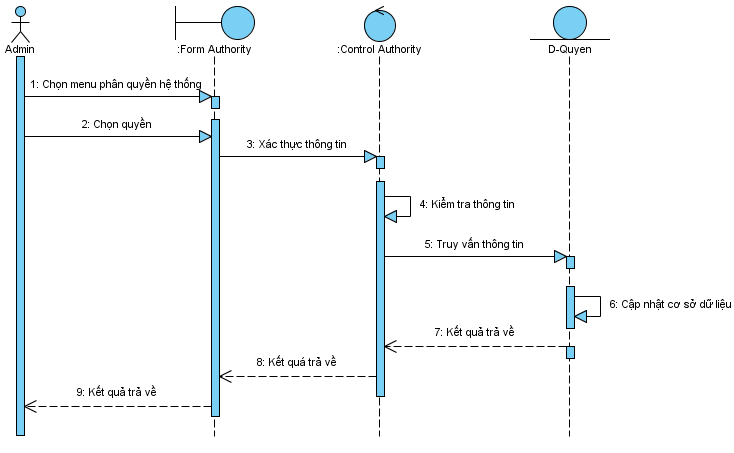 Admin
:Form Authority
:Control Authority
D-Quyen
1: Chọn menu phân quyền hệ thống
2: Chọn quyền
3: Xác thực thông tin
4: Kiểm tra thông tin
5: Truy vấn thông tin
6: Cập nhật cơ sở dữ liệu
7: Kết quả trả về
8: Kết quả trả về
9: Kết quả trả về